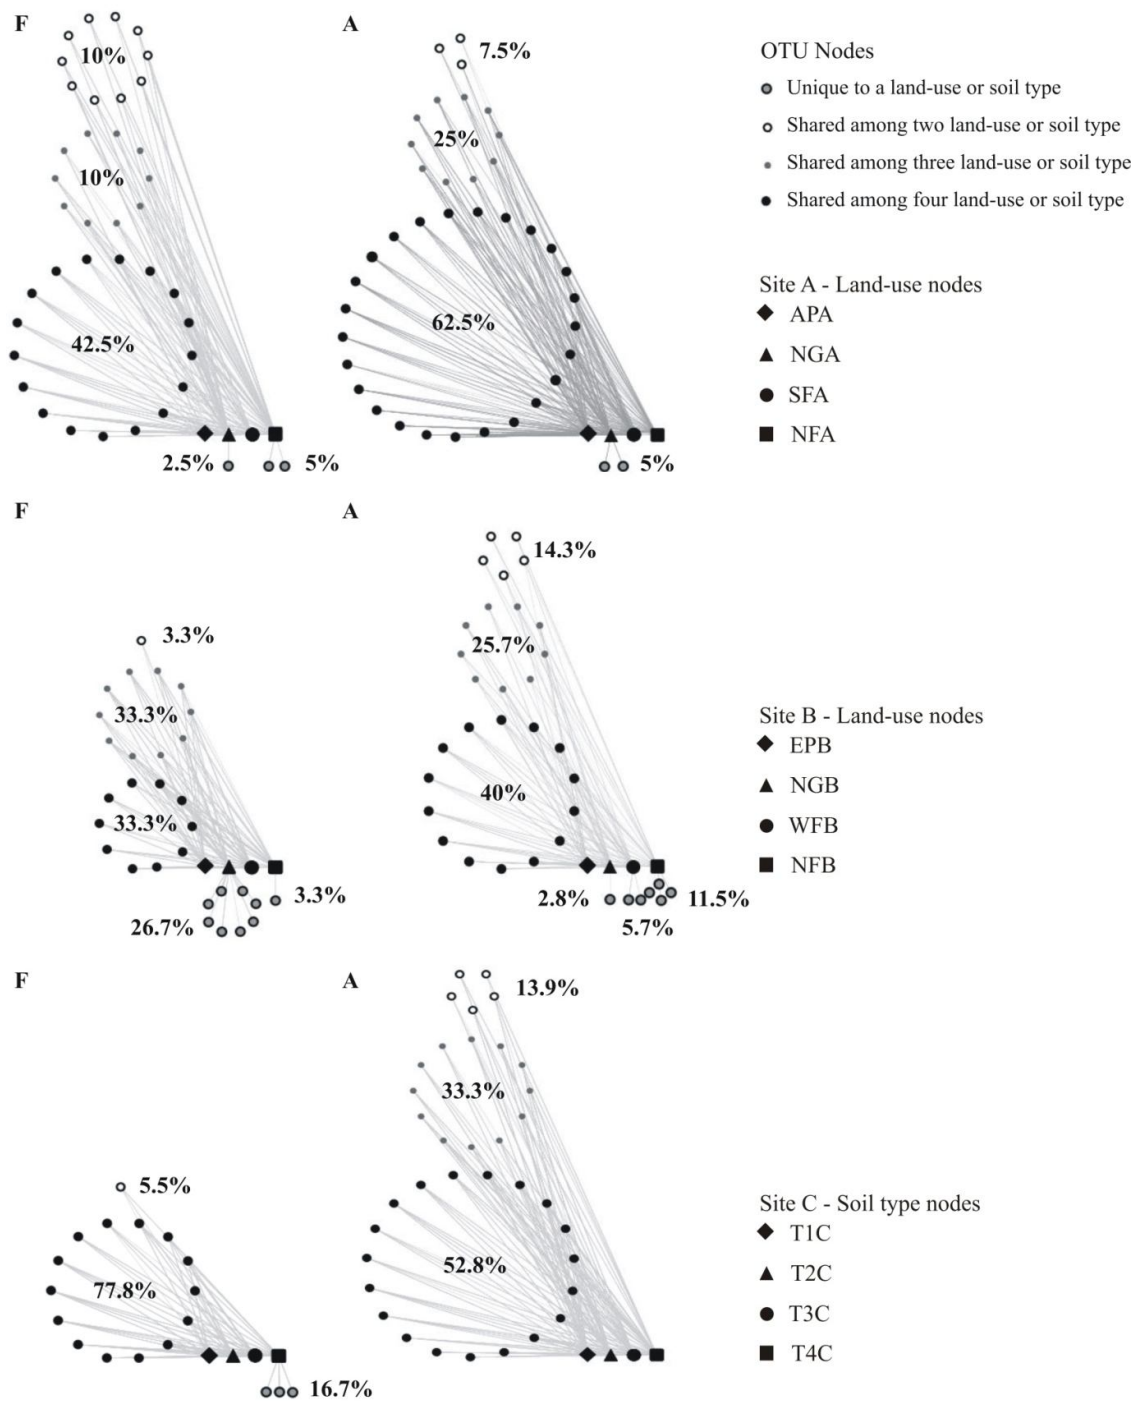 F
A
10%
7.5%
OTU Nodes
Unique to a land-use or soil type
Shared among two land-use or soil type
Shared among three land-use or soil type
Shared among four land-use or soil type
25%
10%
42.5%
62.5%
2.5%
5%
5%
Site A - Land-use nodes
APA
NGA
SFA
NFA
F
A
14.3%
3.3%
25.7%
33.3%
40%
33.3%
3.3%
26.7%
2.8%
11.5%
5.7%
Site B - Land-use nodes
EPB
NGB
WFB
NFB
F
A
13.9%
33.3%
5.5%
52.8%
77.8%
16.7%
Site C - Soil type nodes
T1C
T2C
T3C
T4C